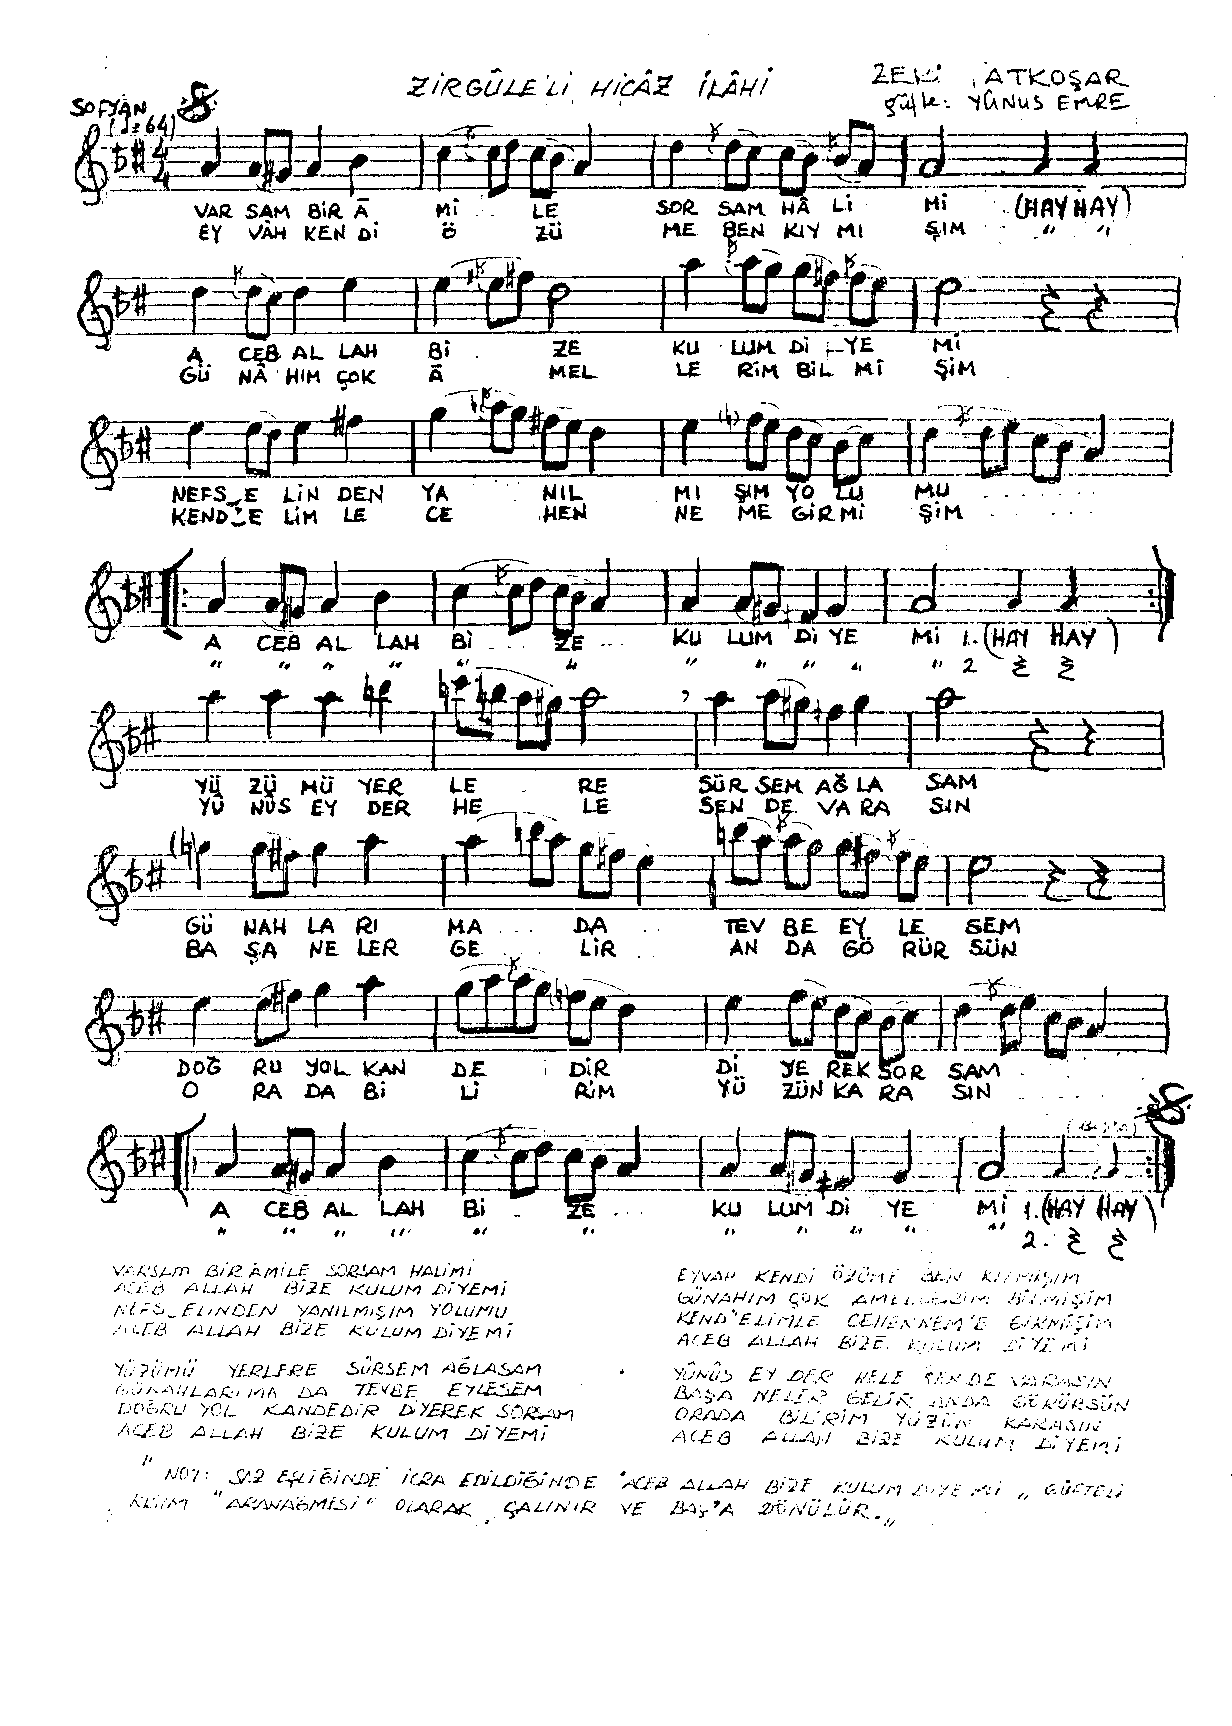 ZİRGÛLE'Lİ HİCÂZ İLÂHİ
ZEKİ ATKOŞAR
Güfte: YÛNUS EMRE
SOFYÂN
(♩=64)
4/4
VAR SAM BİR Â Mİ . . LE SOR SAM HÂ Lİ Mİ . . (HAY HAY)
EY VÂH KEN Dİ Ö ZÜ ME BEN KIY MI ŞIM . . " "
A CEB AL LAH Bİ . ZE KU LUM Dİ YE Mİ
GÜ NÂ HIM ÇOK Â MEL LE RİM BİL Mİ ŞİM
NEFS_E LİN DEN YA . NIL MI ŞIM YO LU MU . . . . . .
KEND_E LİM LE CE . HEN NE ME GİR Mİ ŞİM . . . . .
A CEB AL LAH Bİ . . . ZE . . . KU LUM Dİ YE Mİ 1. (HAY HAY)
" " " " " " " " " " " 2
YÜ ZÜ MÜ YER LE . RE SÜR SEM AĞ LA SAM
YÛ NÛS EY DER HE . LE SEN DE VA RA SIN
GÜ NAH LA RI MA . . . DA . . TEV BE EY LE SEM
BA ŞA NE LER GE . . LİR . . AN DA GÖ RÜR SÜN
DOĞ RU YOL KAN DE DİR Dİ YE REK SOR SAM . . . .
O RA DA Bİ Lİ RİM YÜ ZÜN KA RA SIN . . . . .
A CEB AL LAH Bİ . ZE . . . KU LUM Dİ YE Mİ 1. (HAY HAY)
" " " " " " " " " " " 2.
VARSAM BİR ÂMİLE SORSAM HALİMİ
ACEB ALLAH BİZE KULUM DİYEMİ
NEFS_ELİNDEN YANILMIŞIM YOLUMU
ACEB ALLAH BİZE KULUM DİYEMİ
YÜZÜMÜ YERLERE SÜRSEM AĞLASAM
GÜNAHLARIMA DA TEVBE EYLESEM
DOĞRU YOL KANDEDİR DİYEREK SORSAM
ACEB ALLAH BİZE KULUM DİYEMİ
EYVAH KENDİ ÖZÜME BEN KIYMIŞIM
GÜNAHIM ÇOK AMELLERİM BİLMİŞİM
KEND'ELİMLE CEHENNEM'E GİRMİŞİM
ACEB ALLAH BİZE KULUM DİYEMİ
YÛNÛS EY DER HELE SEN DE VARASIN
BAŞA NELER GELİR ANDA GÖRÜRSÜN
ORADA BİLİRİM YÜZÜN KARASIN
ACEB ALLAH BİZE KULUM DİYEMİ
" NOT: SAZ EŞLİĞİNDE İCRA EDİLDİĞİNDE "ACEB ALLAH BİZE KULUM DİYE Mİ" GÜFTELİ
KISIM "ARANAĞMESİ" OLARAK ÇALINIR VE BAŞ'A DÖNÜLÜR."